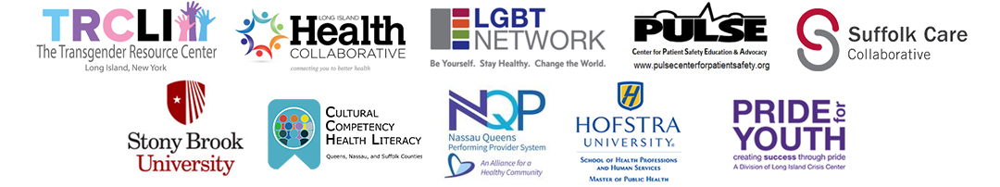 TRCLI
The Transgender Resource Center
Long Island, New York
LONG ISLAND
Health
COLLABORATIVE
connecting you to better health
LGBT
NETWORK
Be Yourself. Stay Healthy. Change the World.
PULSE
Center for Patient Safety Education & Advocacy
www.pulsecenterforpatientsafety.org
Suffolk Care
Collaborative
Stony Brook
University
CULTURAL
COMPETENCY
HEALTH LITERACY
Queens, Nassau, and Suffolk Counties
NQP
Nassau Queens
Performing Provider System
An Alliance for a
Healthy Community
H
HOFSTRA
UNIVERSITY®
SCHOOL OF HEALTH PROFESSIONS
AND HUMAN SERVICES
MASTER OF PUBLIC HEALTH
PRIDE for
YOUTH
creating success through pride
A Division of Long Island Crisis Center